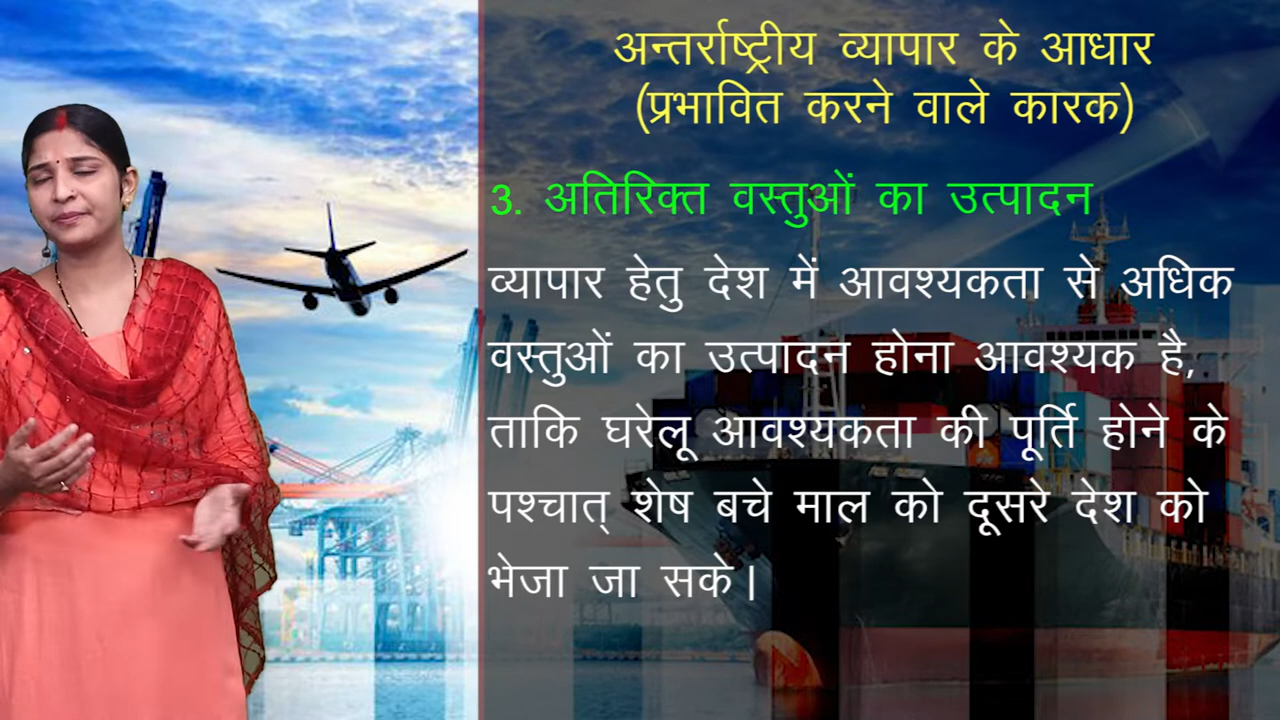 अन्तर्राष्ट्रीय व्यापार के आधार
(प्रभावित करने वाले कारक)
3. अतिरिक्त वस्तुओं का उत्पादन
व्यापार हेतु देश में आवश्यकता से अधिक
वस्तुओं का उत्पादन होना आवश्यक है,
ताकि घरेलू आवश्यकता की पूर्ति होने के
पश्चात् शेष बचे माल को दूसरे देश को
भेजा जा सके।